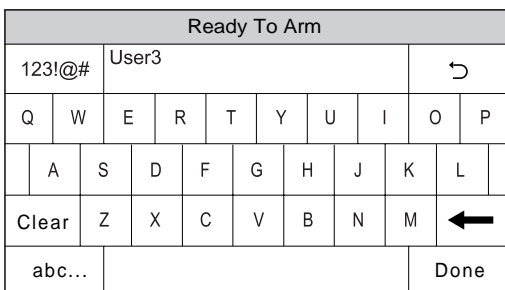 Ready To Arm
123!@# User3
Q W E R T Y U I O P
A S D F G H J K L
Clear Z X C V B N M
abc... Done